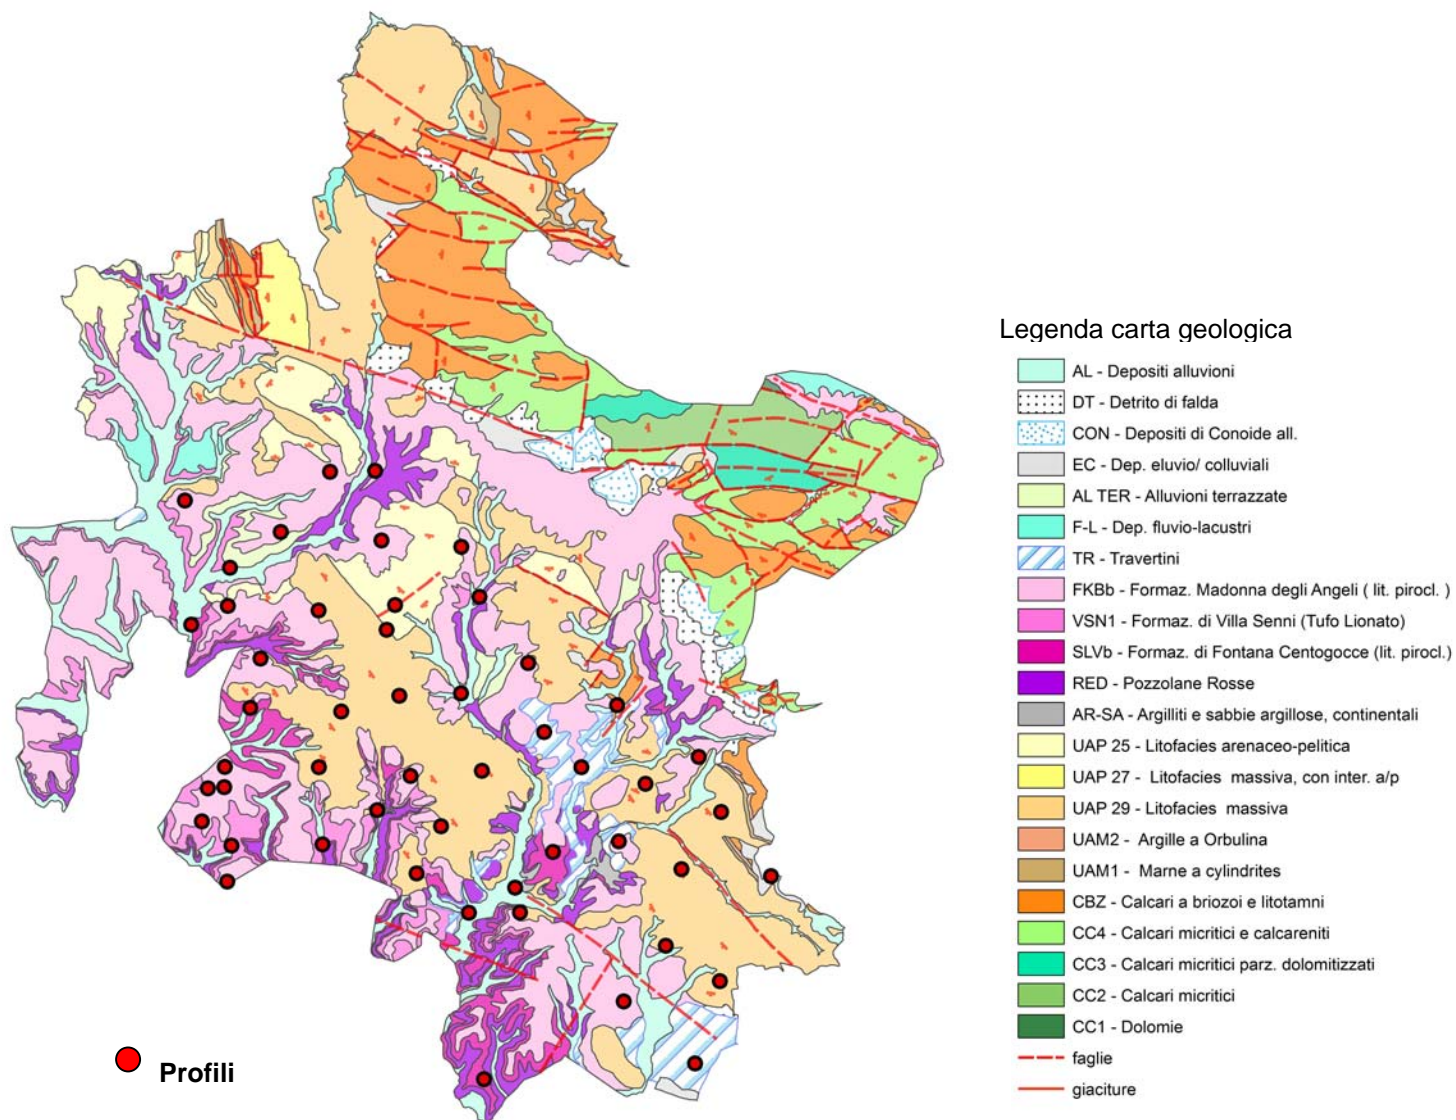 Legenda carta geologica
AL - Depositi alluvioni
DT - Detrito di falda
CON - Depositi di Conoide all.
EC - Dep. eluvio/ colluviali
AL TER - Alluvioni terrazzate
F-L - Dep. fluvio-lacustri
TR - Travertini
FKBb - Formaz. Madonna degli Angeli ( lit. pirocl. )
VSN1 - Formaz. di Villa Senni (Tufo Lionato)
SLVb - Formaz. di Fontana Centogocce (lit. pirocl.)
RED - Pozzolane Rosse
AR-SA - Argilliti e sabbie argillose, continentali
UAP 25 - Litofacies arenaceo-pelitica
UAP 27 - Litofacies massiva, con inter. a/p
UAP 29 - Litofacies massiva
UAM2 - Argille a Orbulina
UAM1 - Marne a cylindrites
CBZ - Calcari a briozoi e litotamni
CC4 - Calcari micritici e calcareniti
CC3 - Calcari micritici parz. dolomitizzati
CC2 - Calcari micritici
CC1 - Dolomie
faglie
giaciture
Profili